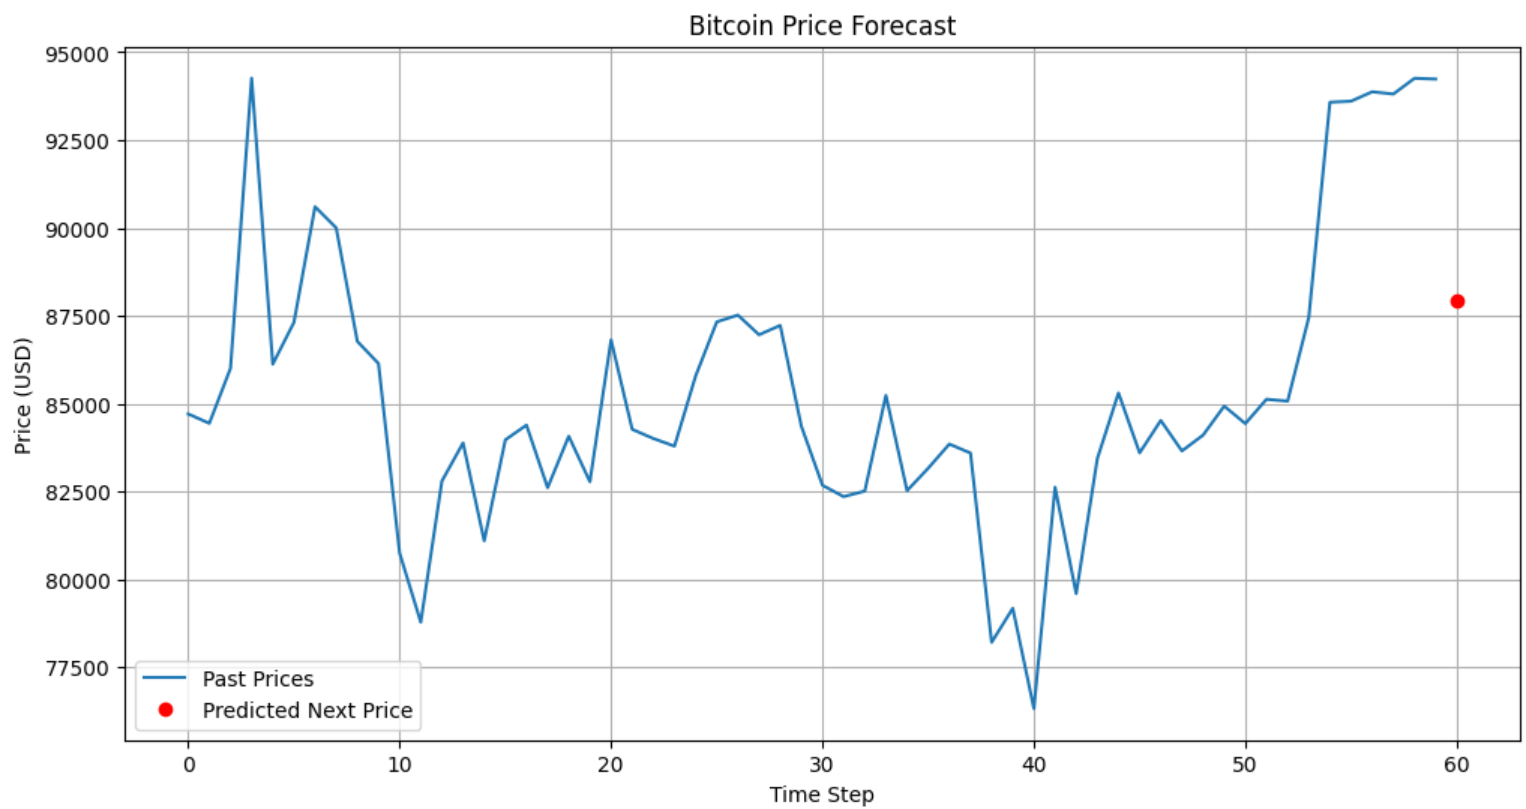 Bitcoin Price Forecast
95000
92500
90000
87500
85000
82500
80000
77500
Price (USD)
Past Prices
Predicted Next Price
0 10 20 30 40 50 60
Time Step